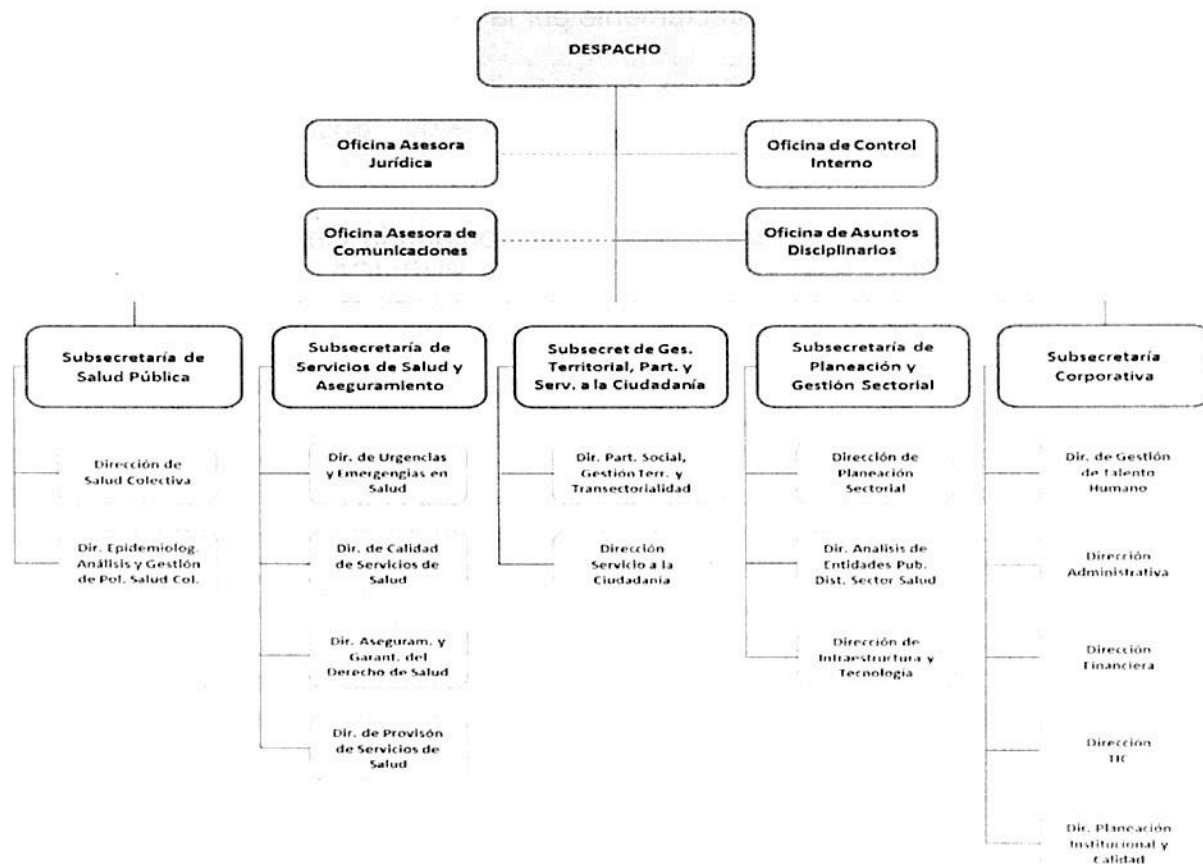 DESPACHO
Oficina Asesora
Jurídica
Oficina de Control
Interno
Oficina Asesora de
Comunicaciones
Oficina de Asuntos
Disciplinarios
Subsecretaría de
Salud Pública
Subsecretaría de
Servicios de Salud y
Aseguramiento
Subsecret de Ges.
Territorial, Part. y
Serv. a la Ciudadanía
Subsecretaría de
Planeación y
Gestión Sectorial
Subsecretaría
Corporativa
Dirección de
Salud Colectiva
Dir. Epidemiolog.
Análisis y Gestión
de Pol. Salud Col.
Dir. de Urgencias
y Emergengias en
Salud
Dir. de Calidad
de Servicios de
Salud
Dir. Aseguram. y
Garant. del
Derecho de Salud
Dir. de Provisón
de Servicios de
Salud
Dir. Part. Social,
Gestión Terr. y
Transectorialidad
Dirección
Servicio a la
Ciudadanía
Dirección de
Planeación
Sectorial
Dir. Analisis de
Entidades Pub.
Dist. Sector Salud
Dirección de
Infraestructura y
Tecnología
Dir. de Gestión
de Talento
Humano
Dirección
Administrativa
Dirección
Financiera
Dirección
TIC
Dir. Planeación
Institucional y
Calidad